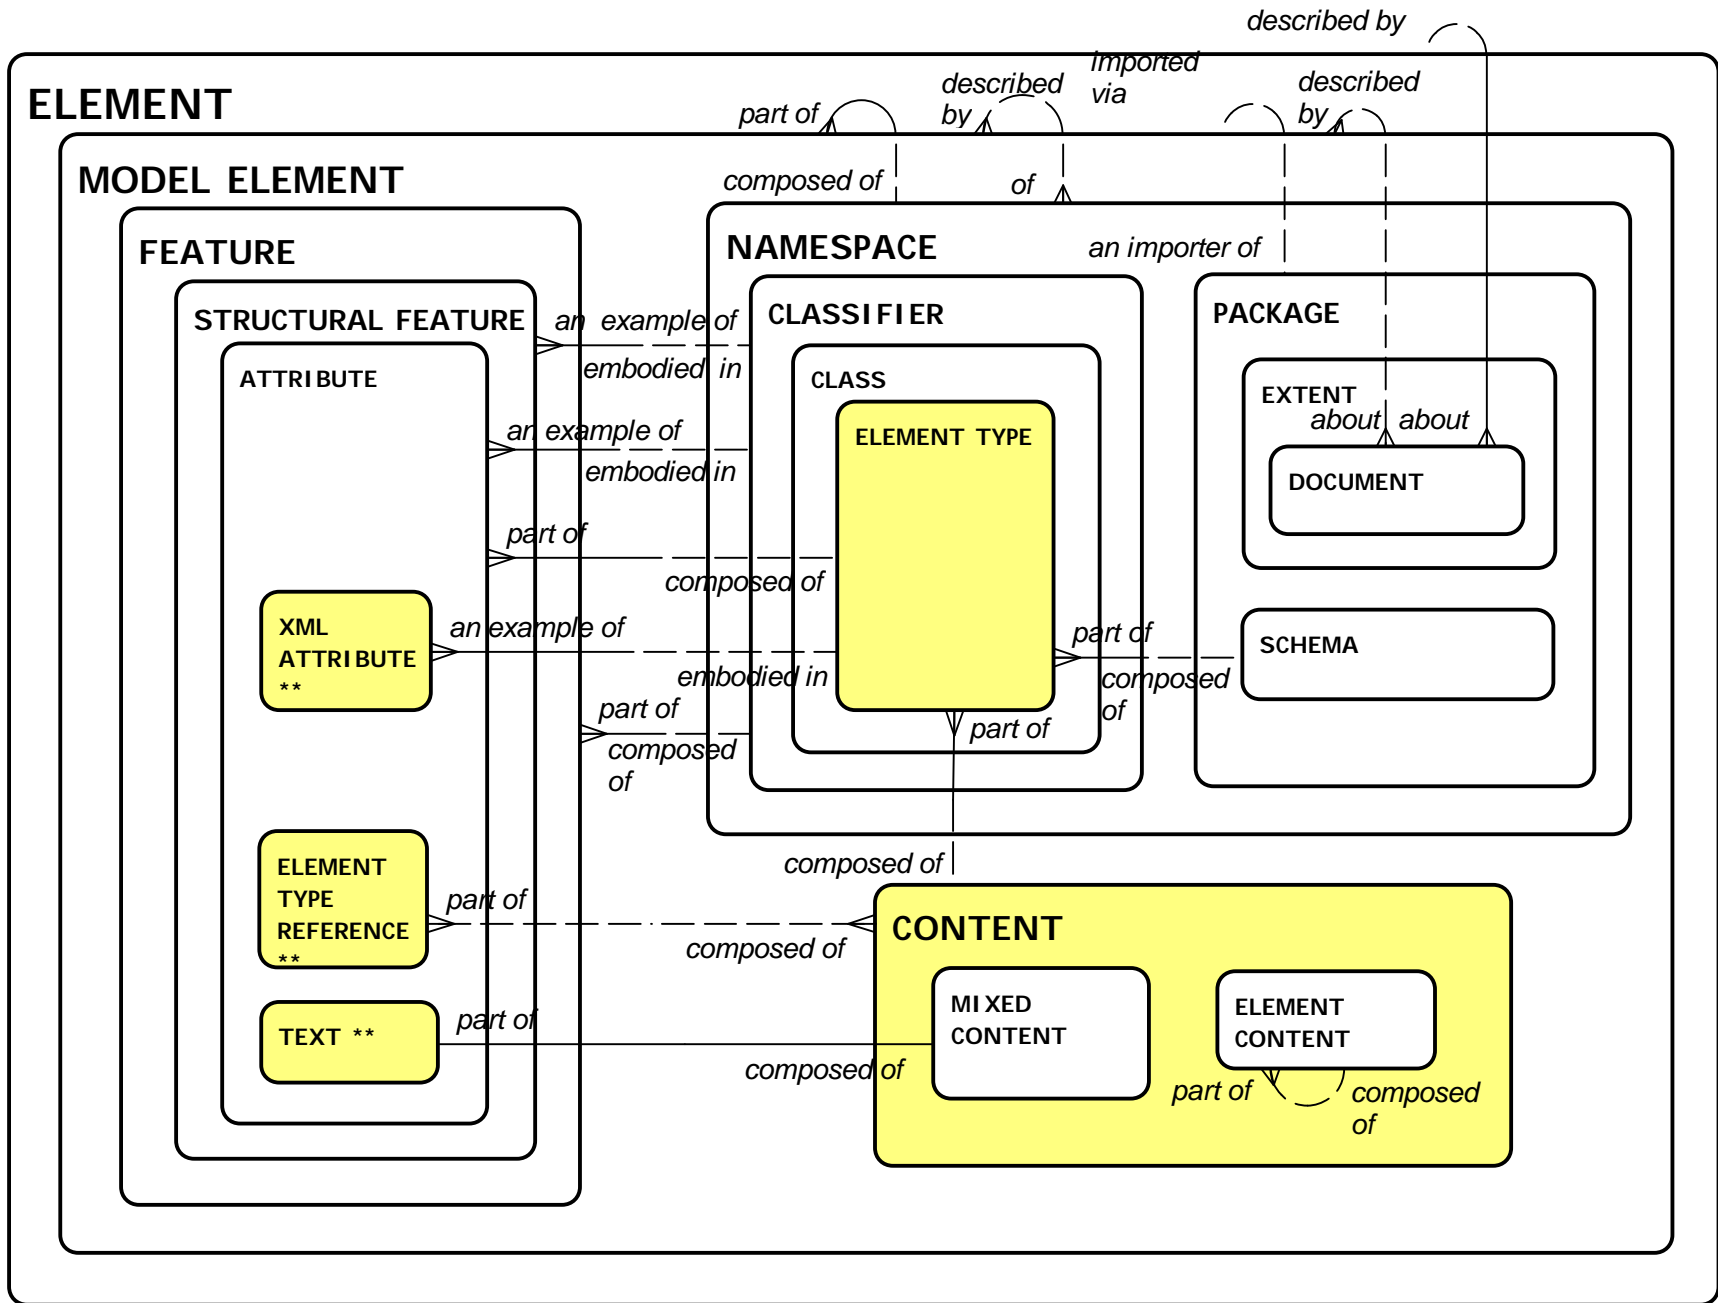 described by
ELEMENT
part of
described
by
imported
via
described
by
MODEL ELEMENT
composed of
of
FEATURE
NAMESPACE
an importer of
STRUCTURAL FEATURE
an example of
embodied in
CLASSIFIER
PACKAGE
ATTRIBUTE
CLASS
EXTENT
about
about
an example of
embodied in
ELEMENT TYPE
DOCUMENT
part of
composed of
XML
ATTRIBUTE
**
an example of
embodied in
part of
composed
of
SCHEMA
part of
composed
of
part of
composed of
ELEMENT
TYPE
REFERENCE
**
part of
composed of
CONTENT
TEXT **
part of
composed of
MIXED
CONTENT
ELEMENT
CONTENT
part of
composed
of